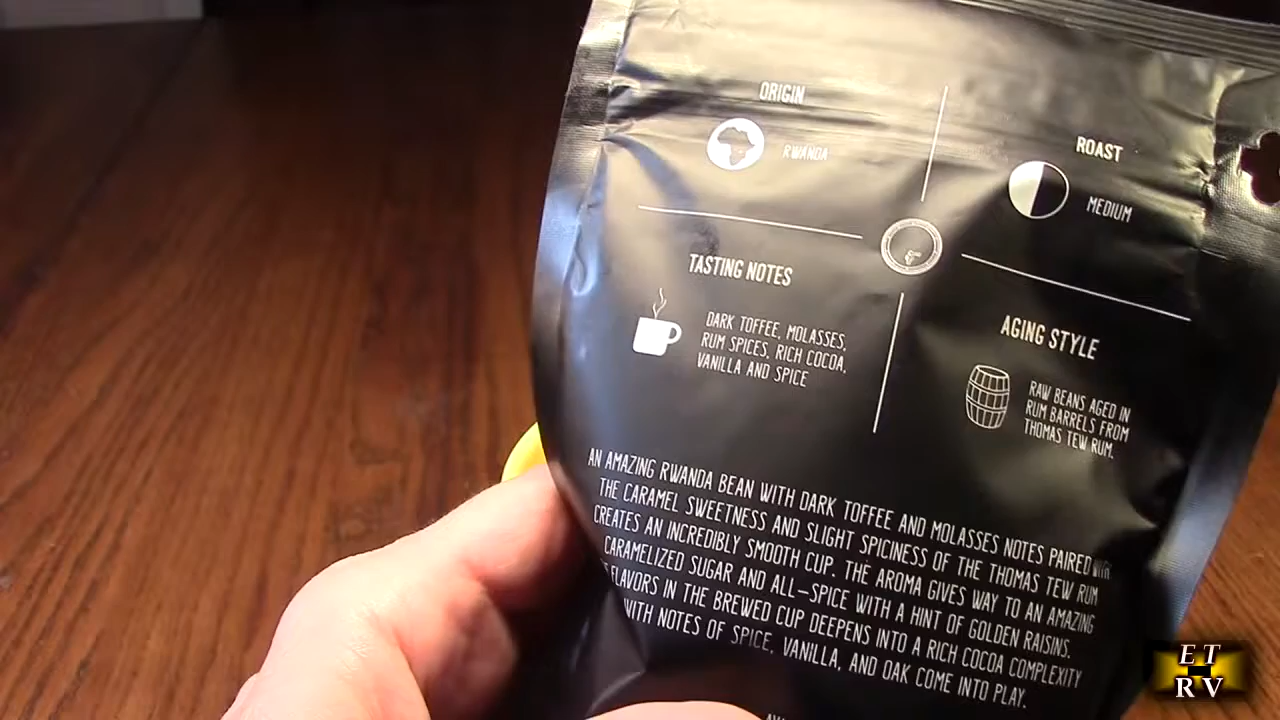 ORIGIN
RWANDA
ROAST
MEDIUM
TASTING NOTES
DARK TOFFEE, MOLASSES,
RUM SPICES, RICH COCOA,
VANILLA AND SPICE
AGING STYLE
RAW BEANS AGED IN
RUM BARRELS FROM
THOMAS TEW RUM.
AN AMAZING RWANDA BEAN WITH DARK TOFFEE AND MOLASSES NOTES PAIRED WITH
THE CARAMEL SWEETNESS AND SLIGHT SPICINESS OF THE THOMAS TEW RUM
CREATES AN INCREDIBLY SMOOTH CUP. THE AROMA GIVES WAY TO AN AMAZING
CARAMELIZED SUGAR AND ALL-SPICE WITH A HINT OF GOLDEN RAISINS.
FLAVORS IN THE BREWED CUP DEEPENS INTO A RICH COCOA COMPLEXITY
WITH NOTES OF SPICE, VANILLA, AND OAK COME INTO PLAY.
ET
RV